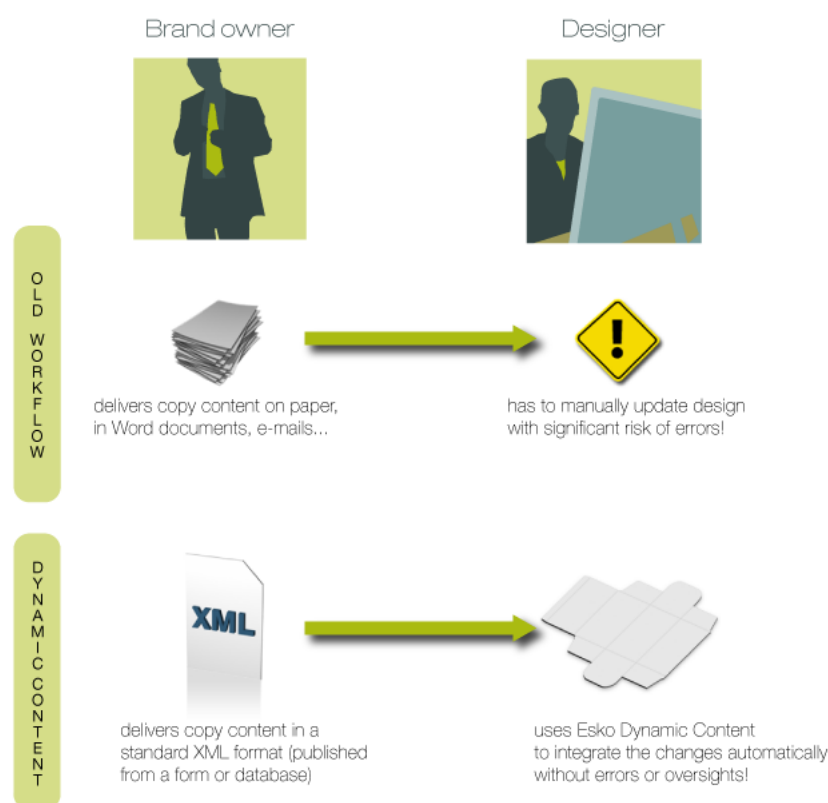 Brand owner
Designer
OLD WORKFLOW
delivers copy content on paper,
in Word documents, e-mails...
has to manually update design
with significant risk of errors!
DYNAMIC CONTENT
XML
delivers copy content in a
standard XML format (published
from a form or database)
uses Esko Dynamic Content
to integrate the changes automatically
without errors or oversights!